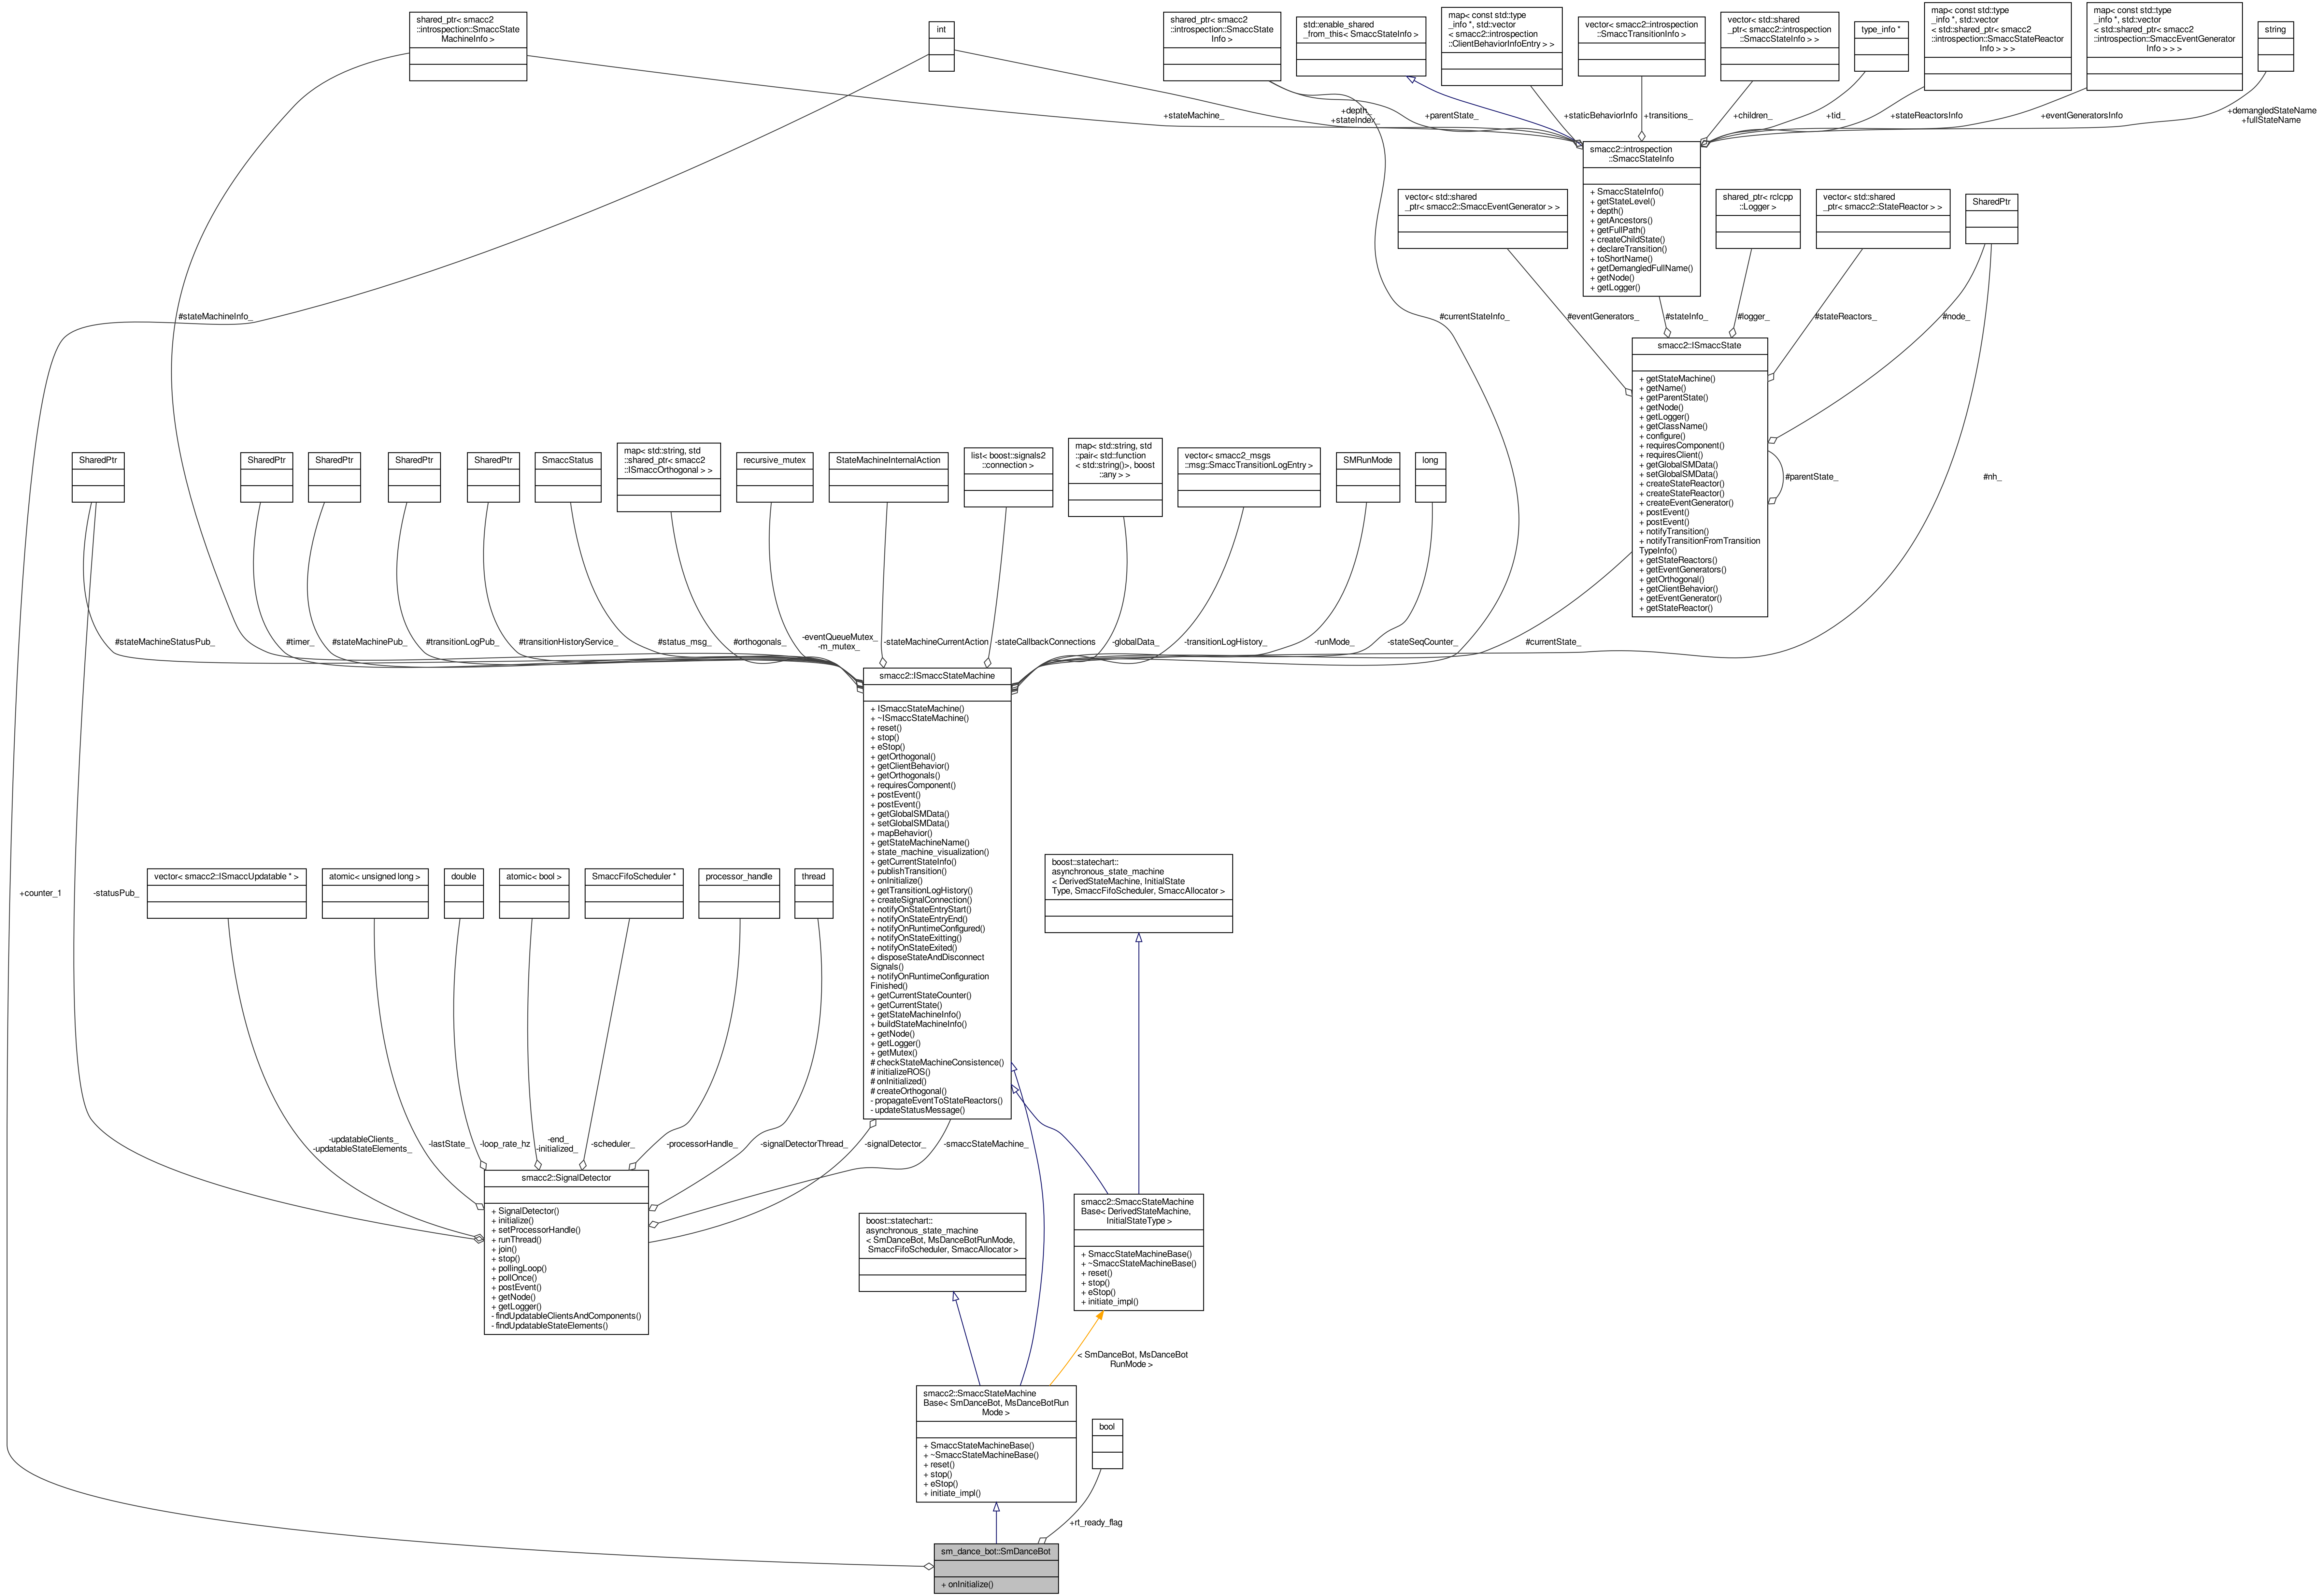 shared_ptr< smacc2
::introspection::SmaccState
MachineInfo >
int
shared_ptr< smacc2
::introspection::SmaccState
Info >
std::enable_shared
_from_this< SmaccStateInfo >
map< const std::type
_info *, std::vector
< smacc2::introspection
::ClientBehaviorInfoEntry > >
vector< smacc2::introspection
::SmaccTransitionInfo >
vector< std::shared
_ptr< smacc2::introspection
::SmaccStateInfo > >
type_info *
map< const std::type
_info *, std::vector
< std::shared_ptr< smacc2
::introspection::SmaccStateReactor
Info > > >
map< const std::type
_info *, std::vector
< std::shared_ptr< smacc2
::introspection::SmaccEventGenerator
Info > > >
string
+stateMachine_
+depth_
+stateIndex_
+parentState_
+staticBehaviorInfo
+transitions_
+children_
+tid_
+stateReactorsInfo
+eventGeneratorsInfo
+demangledStateName
+fullStateName
smacc2::introspection
::SmaccStateInfo
+ SmaccStateInfo()
+ getStateLevel()
+ depth()
+ getAncestors()
+ getFullPath()
+ createChildState()
+ declareTransition()
+ toShortName()
+ getDemangledFullName()
+ getNode()
+ getLogger()
vector< std::shared
_ptr< smacc2::SmaccEventGenerator > >
shared_ptr< rclcpp
::Logger >
vector< std::shared
_ptr< smacc2::StateReactor > >
SharedPtr
#stateMachineInfo_
#currentStateInfo_
#eventGenerators_
#stateInfo_
#logger_
#stateReactors_
#node_
smacc2::ISmaccState
+ getStateMachine()
+ getName()
+ getParentState()
+ getNode()
+ getLogger()
+ getClassName()
+ configure()
+ requiresComponent()
+ requiresClient()
+ getGlobalSMData()
+ setGlobalSMData()
+ createStateReactor()
+ createStateReactor()
+ createEventGenerator()
+ postEvent()
+ postEvent()
+ notifyTransition()
+ notifyTransitionFromTransition
TypeInfo()
+ getStateReactors()
+ getEventGenerators()
+ getOrthogonal()
+ getClientBehavior()
+ getEventGenerator()
+ getStateReactor()
#parentState_
#nh_
SharedPtr
SharedPtr
SharedPtr
SharedPtr
SharedPtr
SmaccStatus
map< std::string, std
::shared_ptr< smacc2
::ISmaccOrthogonal > >
recursive_mutex
StateMachineInternalAction
list< boost::signals2
::connection >
map< std::string, std
::pair< std::function
< std::string()>, boost
::any > >
vector< smacc2_msgs
::msg::SmaccTransitionLogEntry >
SMRunMode
long
#stateMachineStatusPub_
#timer_
#stateMachinePub_
#transitionLogPub_
#transitionHistoryService_
#status_msg_
#orthogonals_
-eventQueueMutex_
-m_mutex_
-stateMachineCurrentAction
-stateCallbackConnections
-globalData_
-transitionLogHistory_
-runMode_
-stateSeqCounter_
#currentState_
smacc2::ISmaccStateMachine
+ ISmaccStateMachine()
+ ~ISmaccStateMachine()
+ reset()
+ stop()
+ eStop()
+ getOrthogonal()
+ getClientBehavior()
+ getOrthogonals()
+ requiresComponent()
+ postEvent()
+ postEvent()
+ getGlobalSMData()
+ setGlobalSMData()
+ mapBehavior()
+ getStateMachineName()
+ state_machine_visualization()
+ getCurrentStateInfo()
+ publishTransition()
+ onInitialize()
+ getTransitionLogHistory()
+ createSignalConnection()
+ notifyOnStateEntryStart()
+ notifyOnStateEntryEnd()
+ notifyOnRuntimeConfigured()
+ notifyOnStateExitting()
+ notifyOnStateExited()
+ disposeStateAndDisconnect
Signals()
+ notifyOnRuntimeConfiguration
Finished()
+ getCurrentStateCounter()
+ getCurrentState()
+ getStateMachineInfo()
+ buildStateMachineInfo()
+ getNode()
+ getLogger()
+ getMutex()
# checkStateMachineConsistence()
# initializeROS()
# onInitialized()
# createOrthogonal()
- propagateEventToStateReactors()
- updateStatusMessage()
+counter_1
-statusPub_
vector< smacc2::ISmaccUpdatable * >
atomic< unsigned long >
double
atomic< bool >
SmaccFifoScheduler *
processor_handle
thread
boost::statechart::
asynchronous_state_machine
< DerivedStateMachine, InitialState
Type, SmaccFifoScheduler, SmaccAllocator >
-updatableClients_
-updatableStateElements_
-lastState_
-loop_rate_hz
-end_
-initialized_
-scheduler_
-processorHandle_
-signalDetectorThread_
-signalDetector_
-smaccStateMachine_
smacc2::SignalDetector
+ SignalDetector()
+ initialize()
+ setProcessorHandle()
+ runThread()
+ join()
+ stop()
+ pollingLoop()
+ pollOnce()
+ postEvent()
+ getNode()
+ getLogger()
- findUpdatableClientsAndComponents()
- findUpdatableStateElements()
boost::statechart::
asynchronous_state_machine
< SmDanceBot, MsDanceBotRunMode,
SmaccFifoScheduler, SmaccAllocator >
smacc2::SmaccStateMachine
Base< DerivedStateMachine,
InitialStateType >
+ SmaccStateMachineBase()
+ ~SmaccStateMachineBase()
+ reset()
+ stop()
+ eStop()
+ initiate_impl()
< SmDanceBot, MsDanceBot
RunMode >
smacc2::SmaccStateMachine
Base< SmDanceBot, MsDanceBotRun
Mode >
+ SmaccStateMachineBase()
+ ~SmaccStateMachineBase()
+ reset()
+ stop()
+ eStop()
+ initiate_impl()
bool
+rt_ready_flag
sm_dance_bot::SmDanceBot
+ onInitialize()